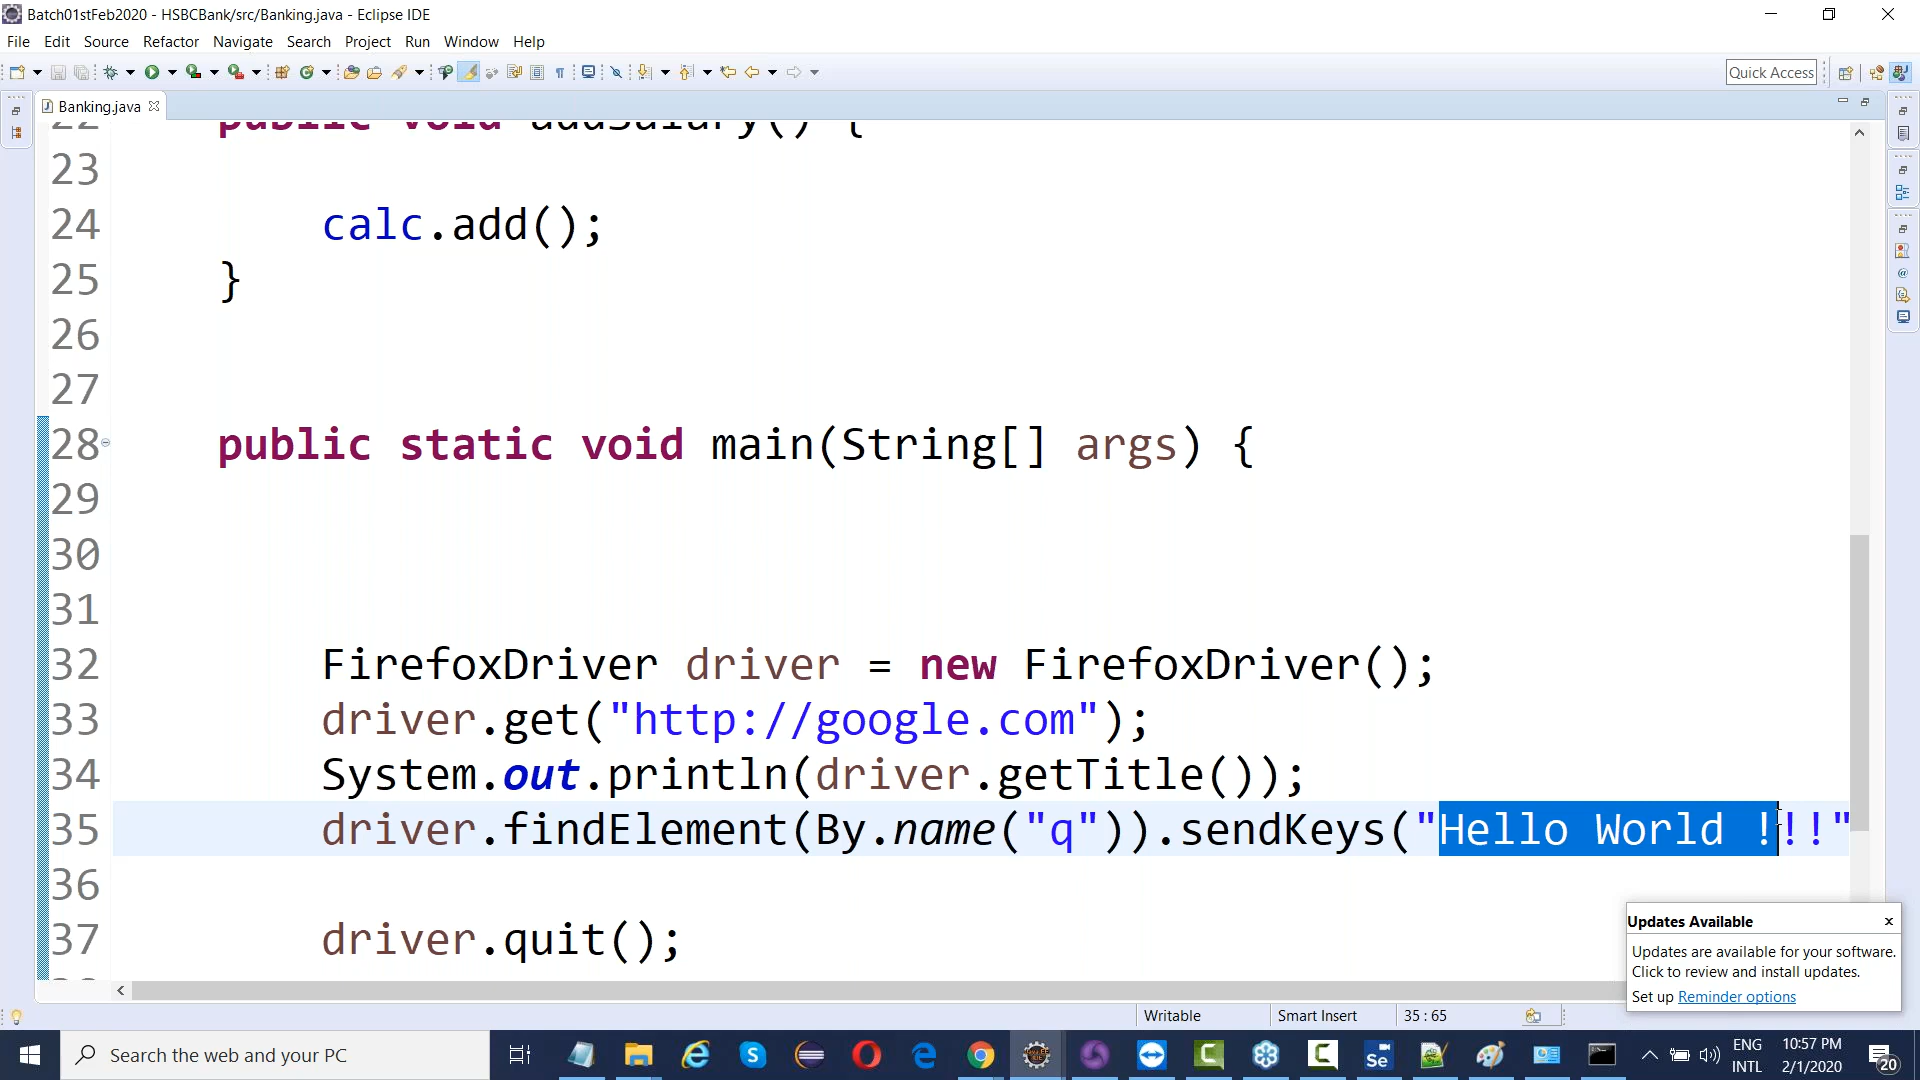 Batch01stFeb2020 - HSBCBank/src/Banking.java - Eclipse IDE
File Edit Source Refactor Navigate Search Project Run Window Help
Quick Access
Banking.java
22 public void addSalary() {
23
24 calc.add();
25 }
26
27
28 public static void main(String[] args) {
29
30
31
32 FirefoxDriver driver = new FirefoxDriver();
33 driver.get("http://google.com");
34 System.out.println(driver.getTitle());
35 driver.findElement(By.name("q")).sendKeys("Hello World !!!"
36
37 driver.quit();
Updates Available
Updates are available for your software.
Click to review and install updates.
Set up Reminder options
Writable Smart Insert 35 : 65
Search the web and your PC
ENG
INTL
10:57 PM
2/1/2020
20